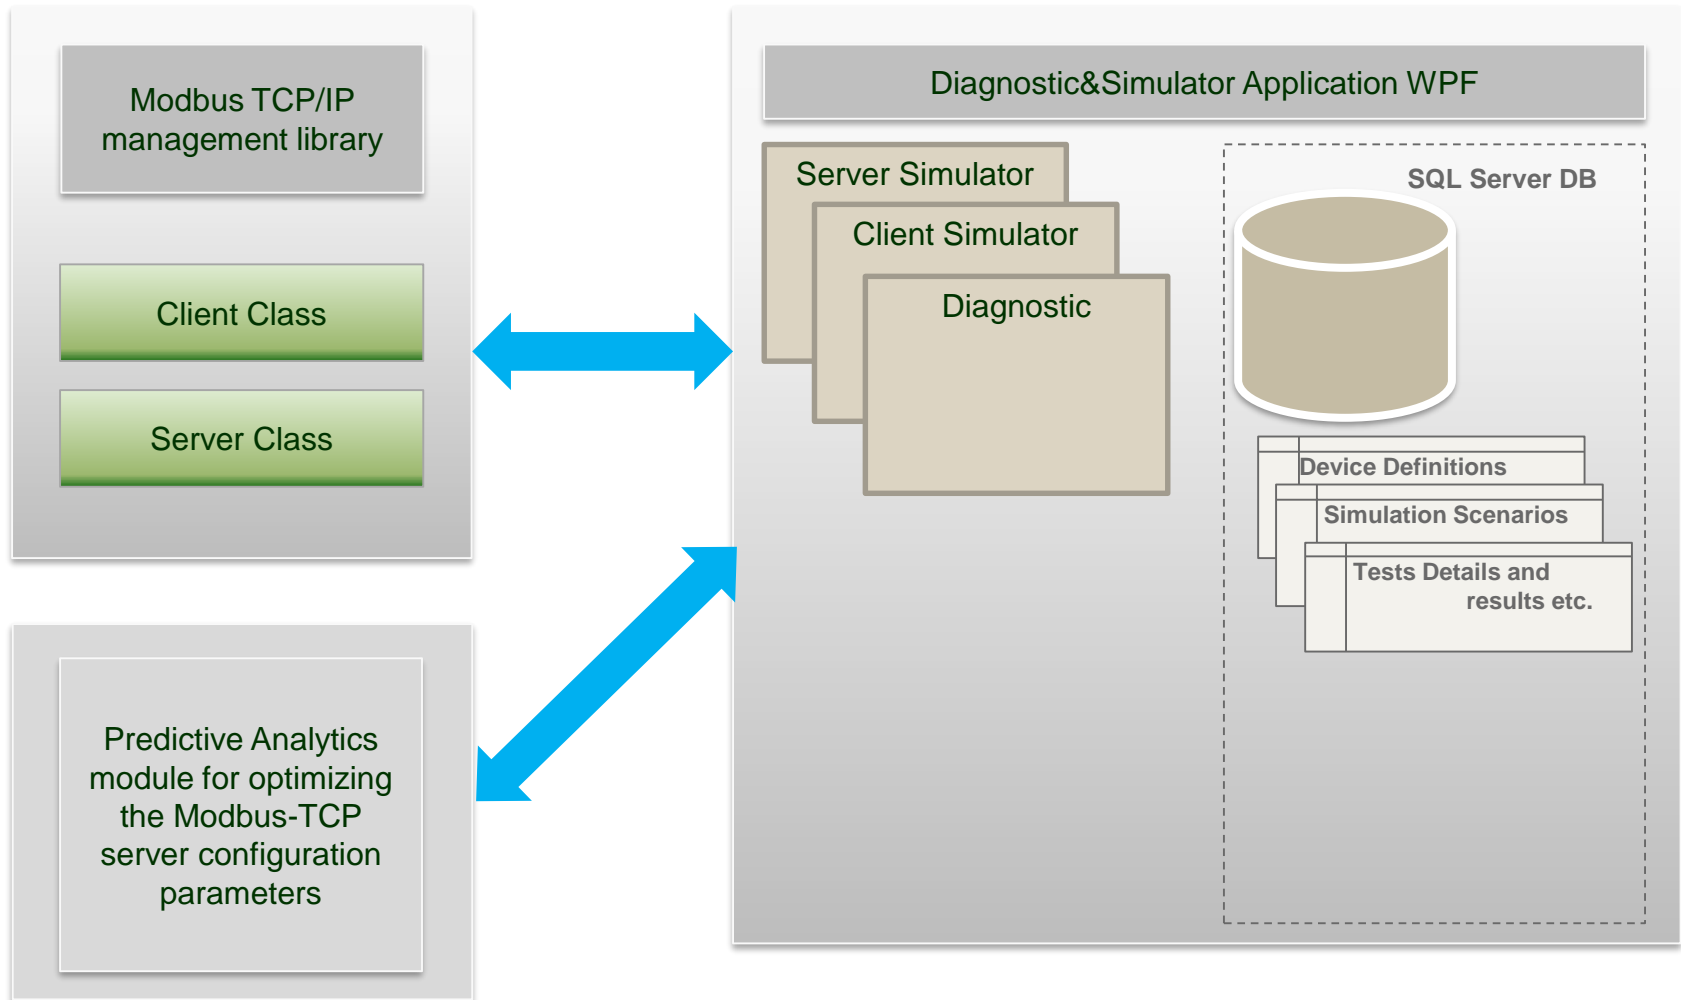 Modbus TCP/IP
management library
Client Class
Server Class
Predictive Analytics
module for optimizing
the Modbus-TCP
server configuration
parameters
Diagnostic&Simulator Application WPF
Server Simulator
Client Simulator
Diagnostic
SQL Server DB
Device Definitions
Simulation Scenarios
Tests Details and
results etc.